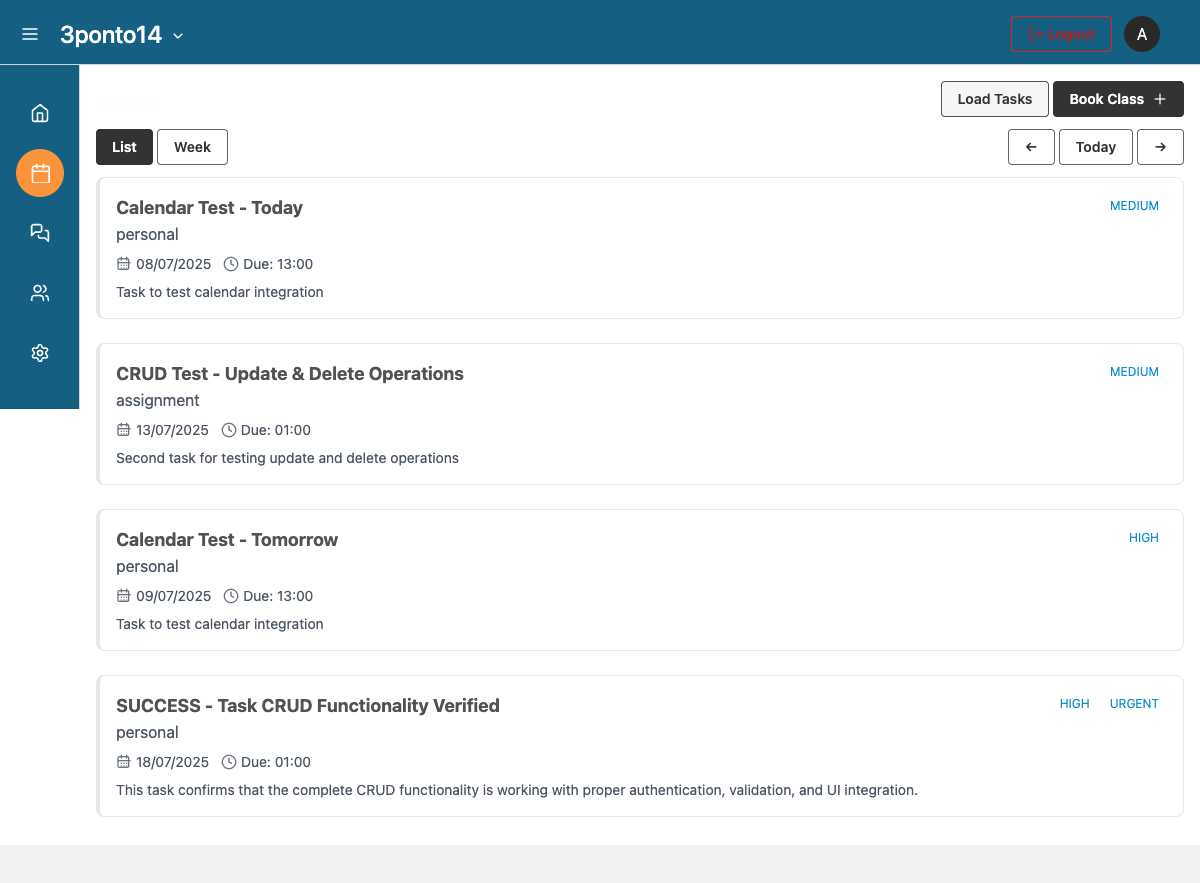 3ponto14
Logout
A
Load Tasks
Book Class
List
Week
Today
Calendar Test - Today
MEDIUM
personal
08/07/2025 Due: 13:00
Task to test calendar integration
CRUD Test - Update & Delete Operations
MEDIUM
assignment
13/07/2025 Due: 01:00
Second task for testing update and delete operations
Calendar Test - Tomorrow
HIGH
personal
09/07/2025 Due: 13:00
Task to test calendar integration
SUCCESS - Task CRUD Functionality Verified
HIGH URGENT
personal
18/07/2025 Due: 01:00
This task confirms that the complete CRUD functionality is working with proper authentication, validation, and UI integration.